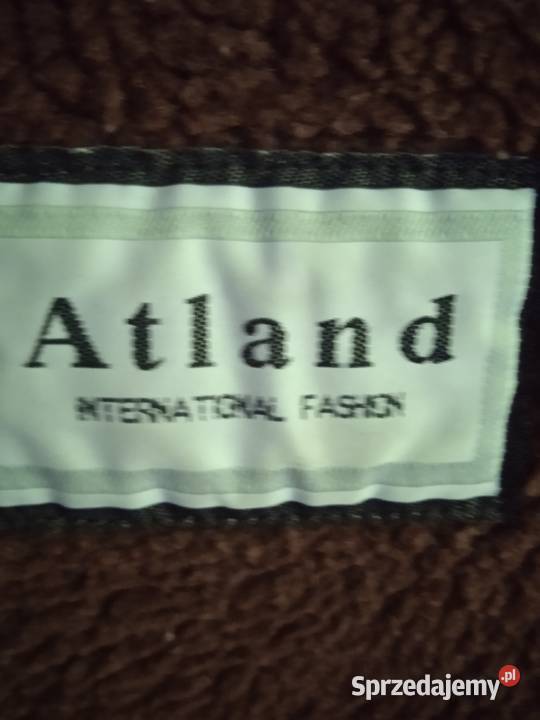 Atland
INTERNATIONAL FASHION
Sprzedajemy.pl